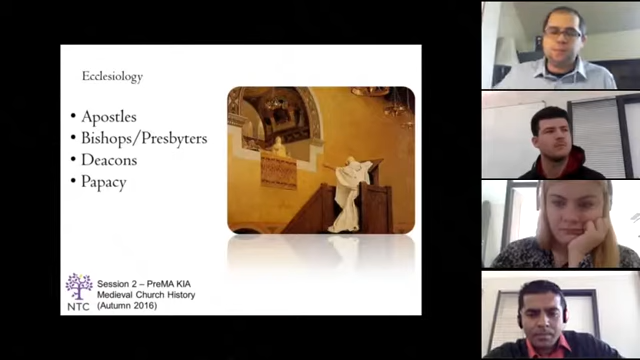 Ecclesiology
• Apostles
• Bishops/Presbyters
• Deacons
• Papacy
NTC
Session 2 – PreMA KIA
Medieval Church History
(Autumn 2016)